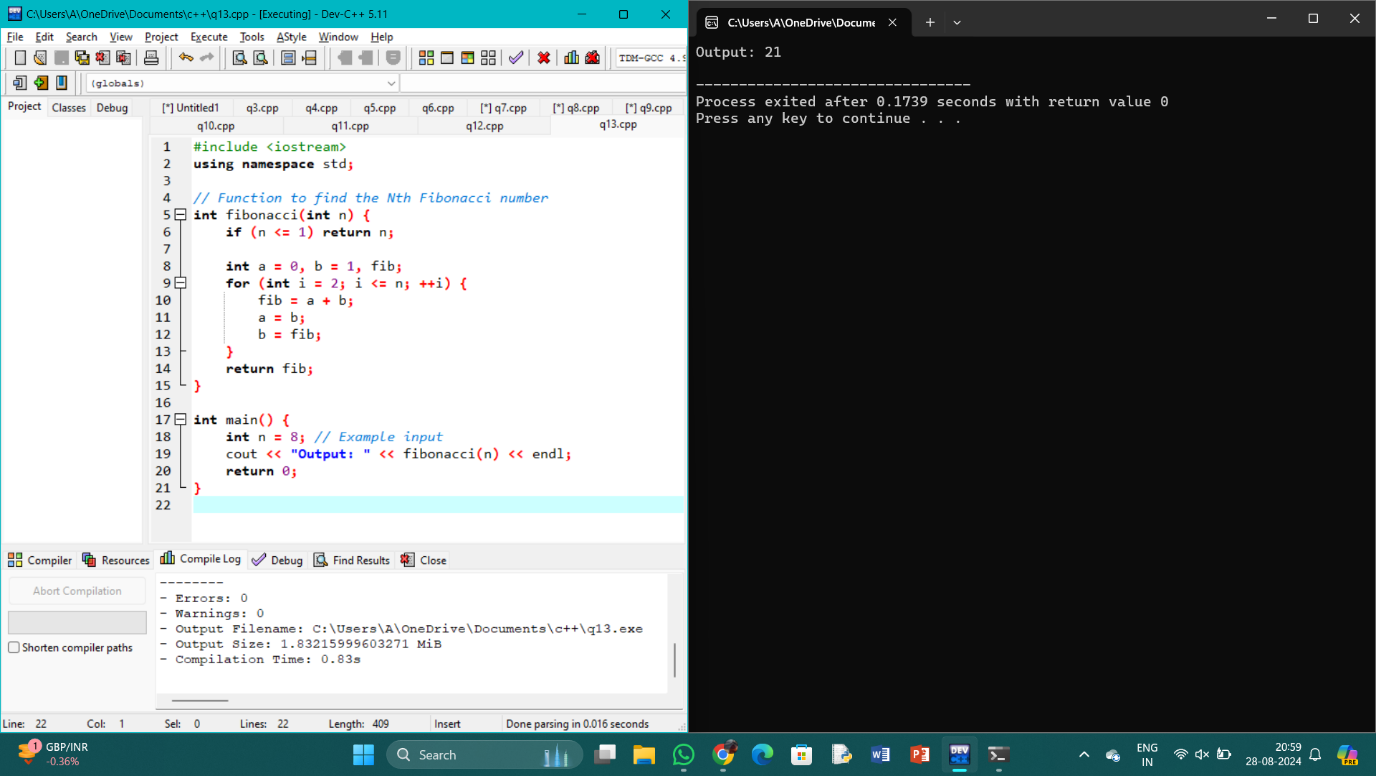 C:\Users\A\OneDrive\Documents\c++\q13.cpp - [Executing] - Dev-C++ 5.11
File Edit Search View Project Execute Tools AStyle Window Help
TDM-GCC 4.9
(globals)
Project Classes Debug
[*] Untitled1 q3.cpp q4.cpp q5.cpp q6.cpp [*] q7.cpp [*] q8.cpp [*] q9.cpp
q10.cpp q11.cpp q12.cpp q13.cpp
1 #include <iostream>
2 using namespace std;
3
4 // Function to find the Nth Fibonacci number
5 int fibonacci(int n) {
6 if (n <= 1) return n;
7
8 int a = 0, b = 1, fib;
9 for (int i = 2; i <= n; ++i) {
10 fib = a + b;
11 a = b;
12 b = fib;
13 }
14 return fib;
15 }
16
17 int main() {
18 int n = 8; // Example input
19 cout << "Output: " << fibonacci(n) << endl;
20 return 0;
21 }
22
Compiler Resources Compile Log Debug Find Results Close
Abort Compilation
Shorten compiler paths
--------
- Errors: 0
- Warnings: 0
- Output Filename: C:\Users\A\OneDrive\Documents\c++\q13.exe
- Output Size: 1.83215999603271 MiB
- Compilation Time: 0.83s
Line: 22 Col: 1 Sel: 0 Lines: 22 Length: 409 Insert Done parsing in 0.016 seconds
C:\Users\A\OneDrive\Docume
Output: 21
--------------------------------
Process exited after 0.1739 seconds with return value 0
Press any key to continue . . .
1
GBP/INR
-0.36%
Search
DEV
ENG
IN
20:59
28-08-2024
PRE